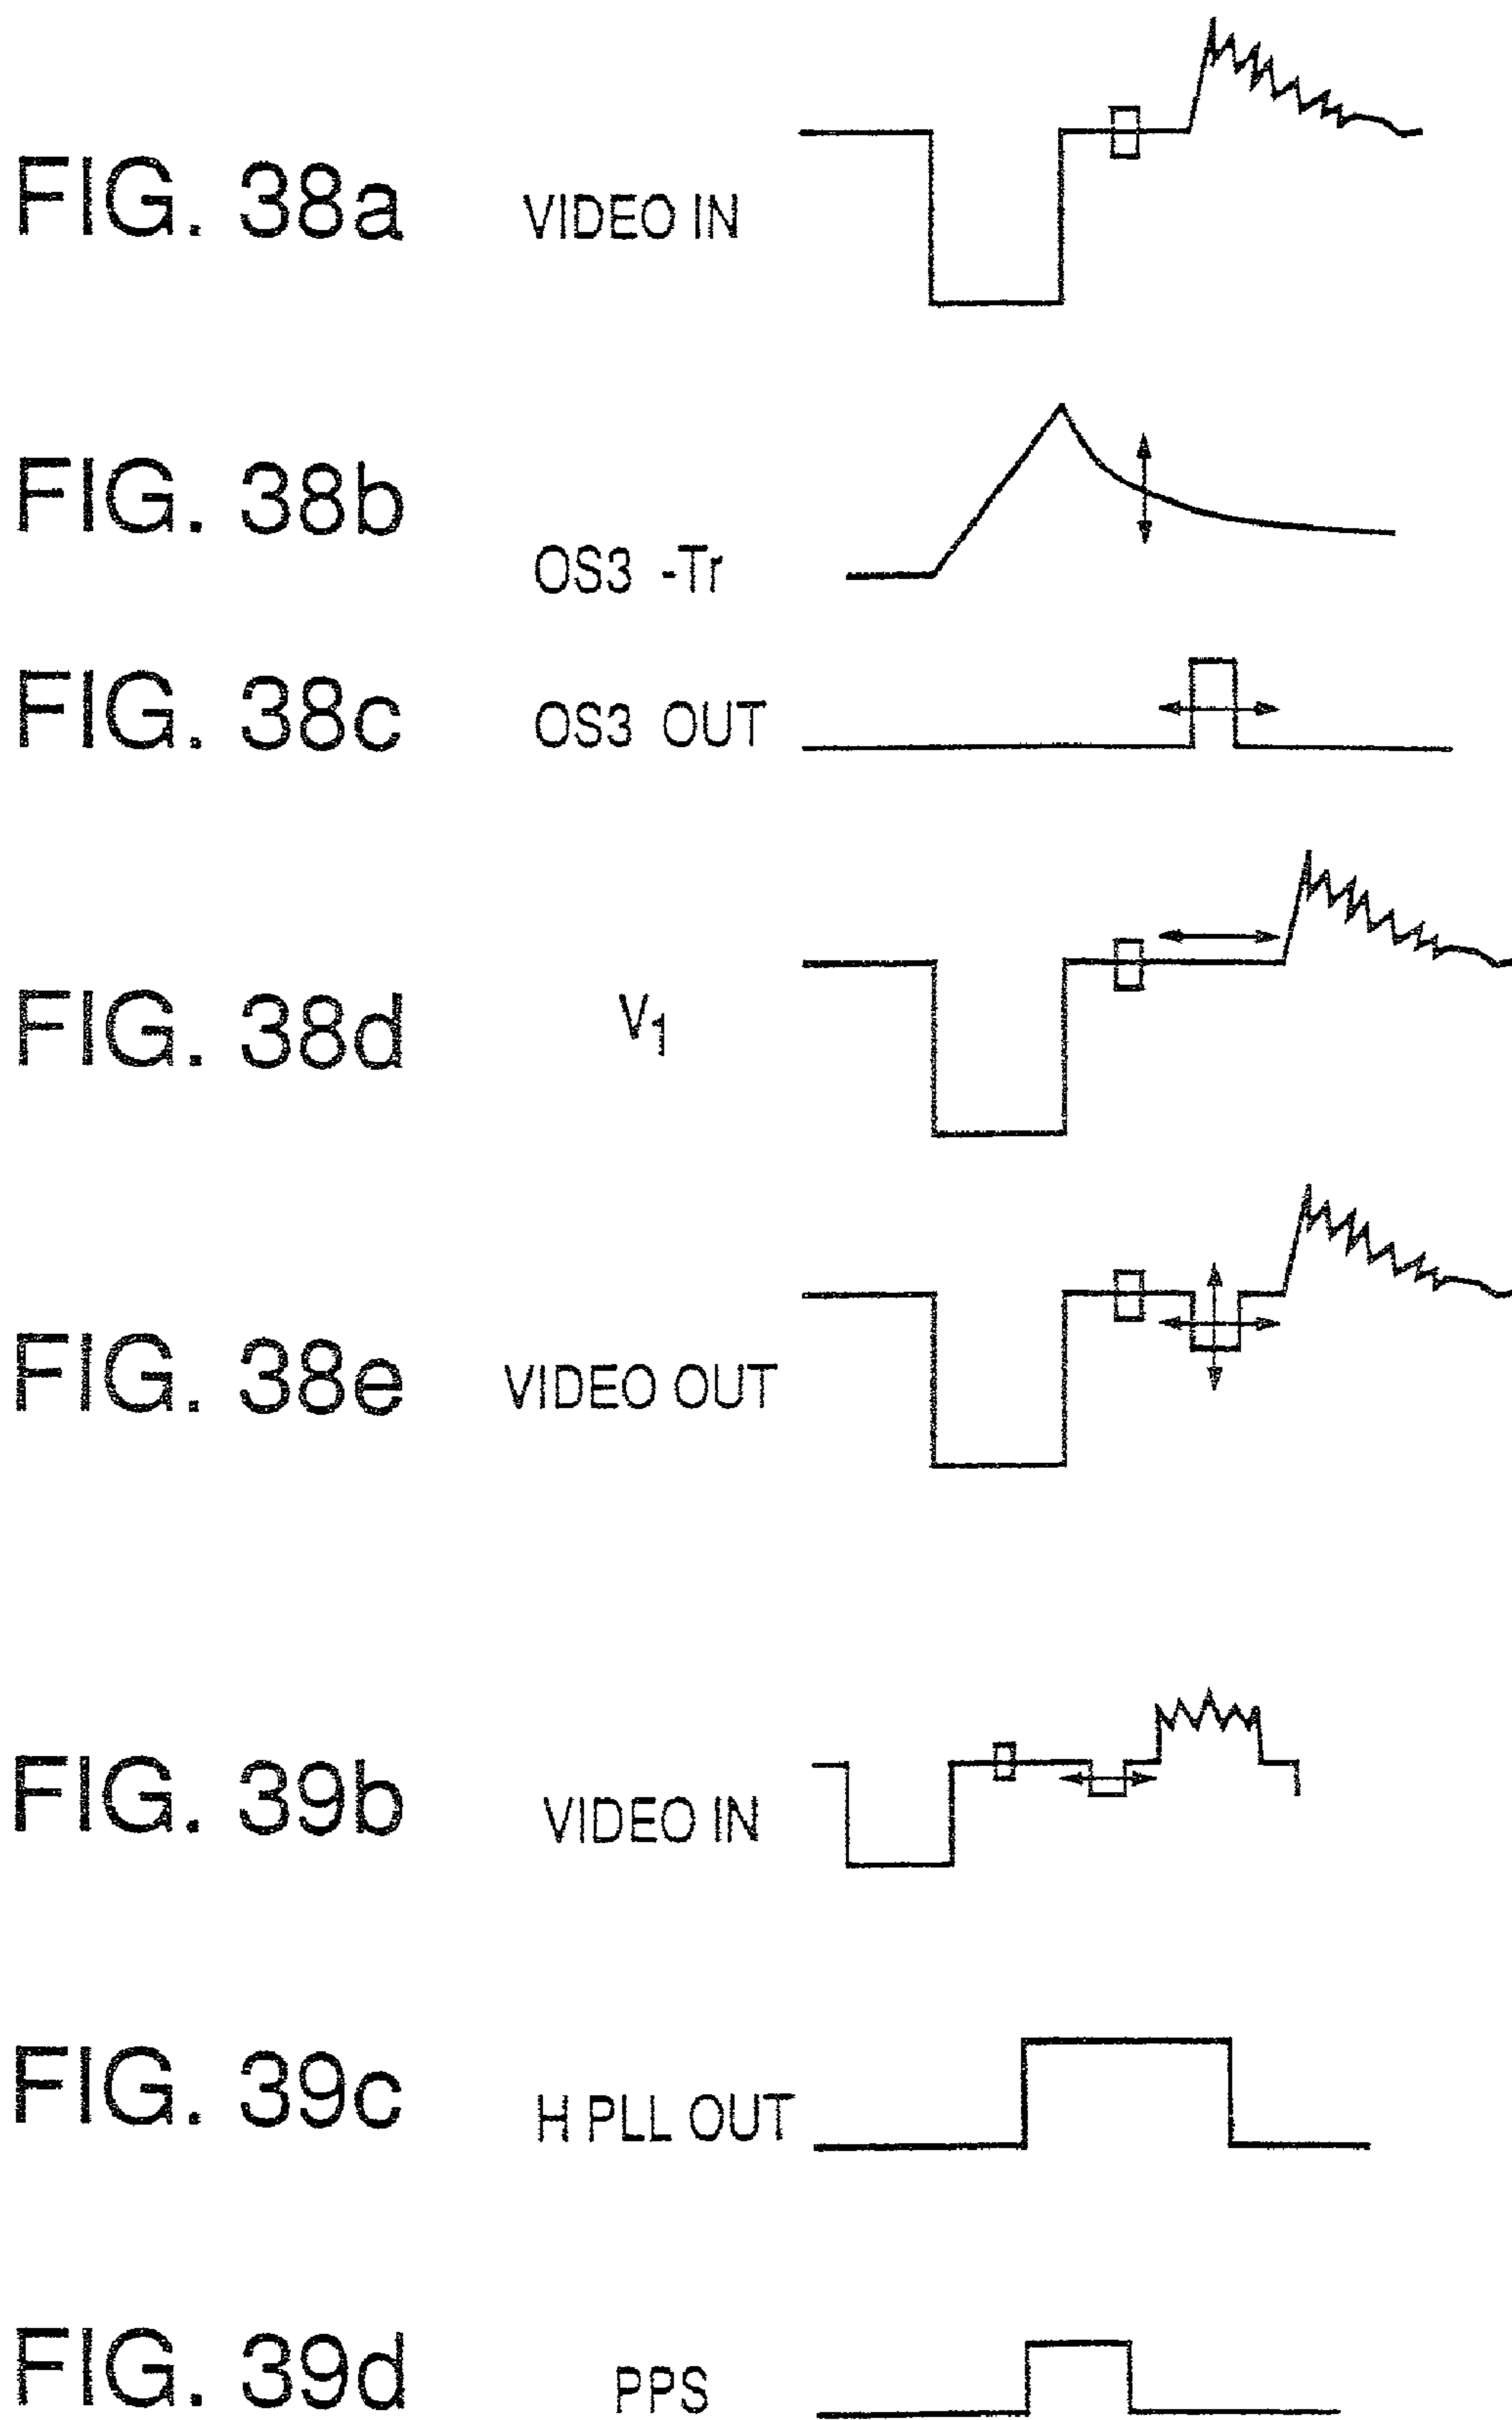 FIG. 38a VIDEO IN
FIG. 38b OS3 -Tr
FIG. 38c OS3 OUT
FIG. 38d V1
FIG. 38e VIDEO OUT
FIG. 39b VIDEO IN
FIG. 39c H PLL OUT
FIG. 39d PPS